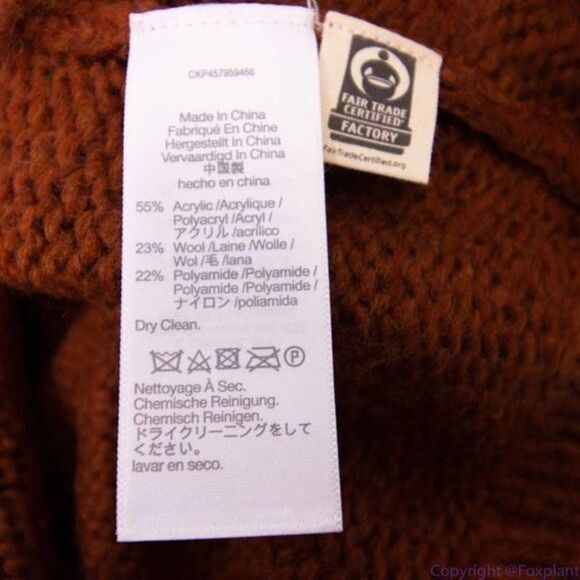 CKP457959466
Made In China
Fabriqué En Chine
Hergestellt In China
Vervaardigd In China
中国製
hecho en china
55% Acrylic /Acrylique /
Polyacryl /Acryl /
アクリル /acrílico
23% Wool /Laine /Wolle /
Wol /毛 /lana
22% Polyamide /Polyamide /
Polyamide /Polyamide /
ナイロン /poliamida
Dry Clean.
P
Nettoyage À Sec.
Chemische Reinigung.
Chemisch Reinigen.
ドライクリーニングをして
ください。
lavar en seco.
FAIR TRADE
CERTIFIED
FACTORY
FairTradeCertified.org
Copyright @Foxplant